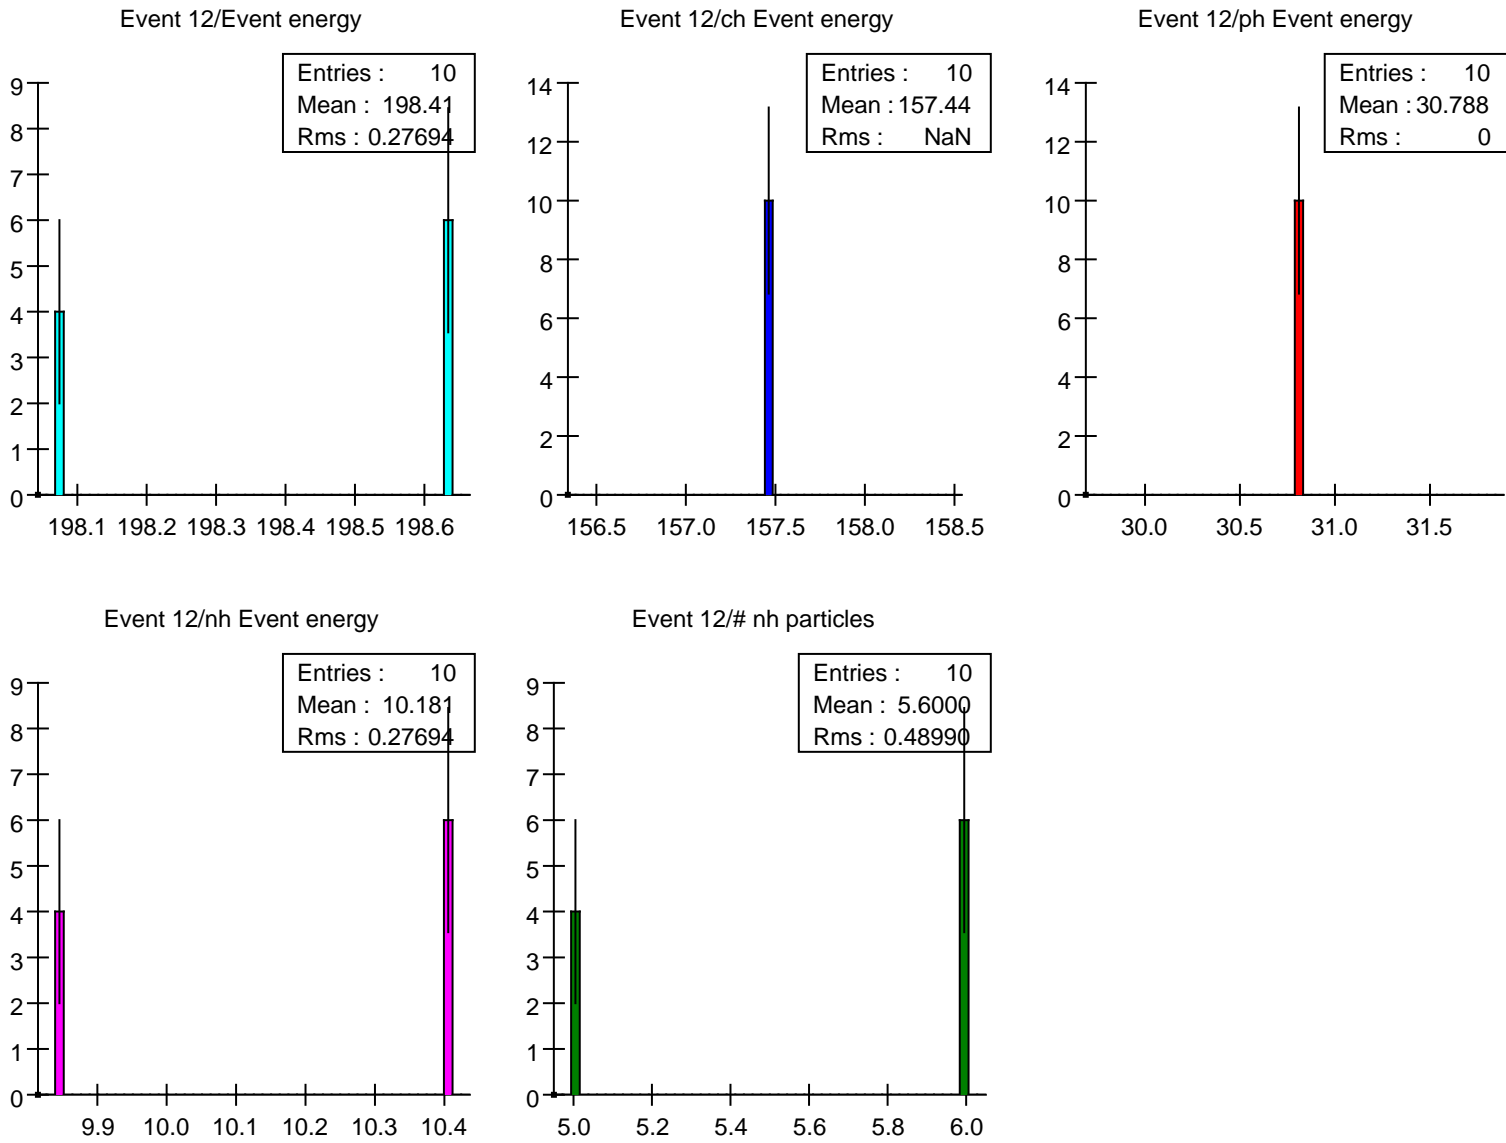 Event 12/Event energy
Entries : 10
Mean : 198.41
Rms : 0.27694
9
8
7
6
5
4
3
2
1
0
198.1 198.2 198.3 198.4 198.5 198.6
Event 12/ch Event energy
Entries : 10
Mean : 157.44
Rms : NaN
14
12
10
8
6
4
2
0
156.5 157.0 157.5 158.0 158.5
Event 12/ph Event energy
Entries : 10
Mean : 30.788
Rms : 0
14
12
10
8
6
4
2
0
30.0 30.5 31.0 31.5
Event 12/nh Event energy
Entries : 10
Mean : 10.181
Rms : 0.27694
9
8
7
6
5
4
3
2
1
0
9.9 10.0 10.1 10.2 10.3 10.4
Event 12/# nh particles
Entries : 10
Mean : 5.6000
Rms : 0.48990
9
8
7
6
5
4
3
2
1
0
5.0 5.2 5.4 5.6 5.8 6.0